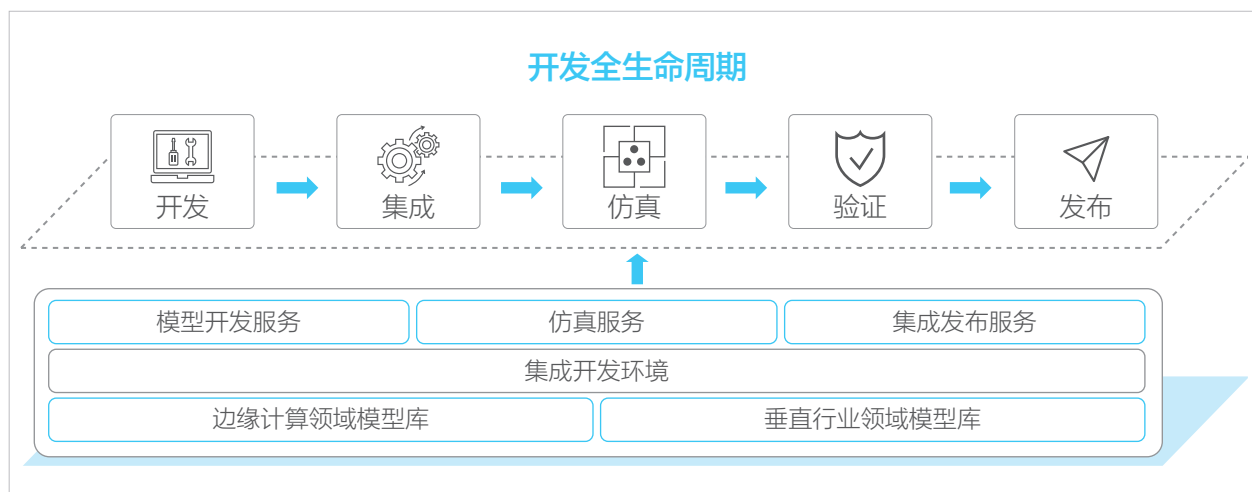 开发全生命周期
开发
集成
仿真
验证
发布
模型开发服务
仿真服务
集成发布服务
集成开发环境
边缘计算领域模型库
垂直行业领域模型库